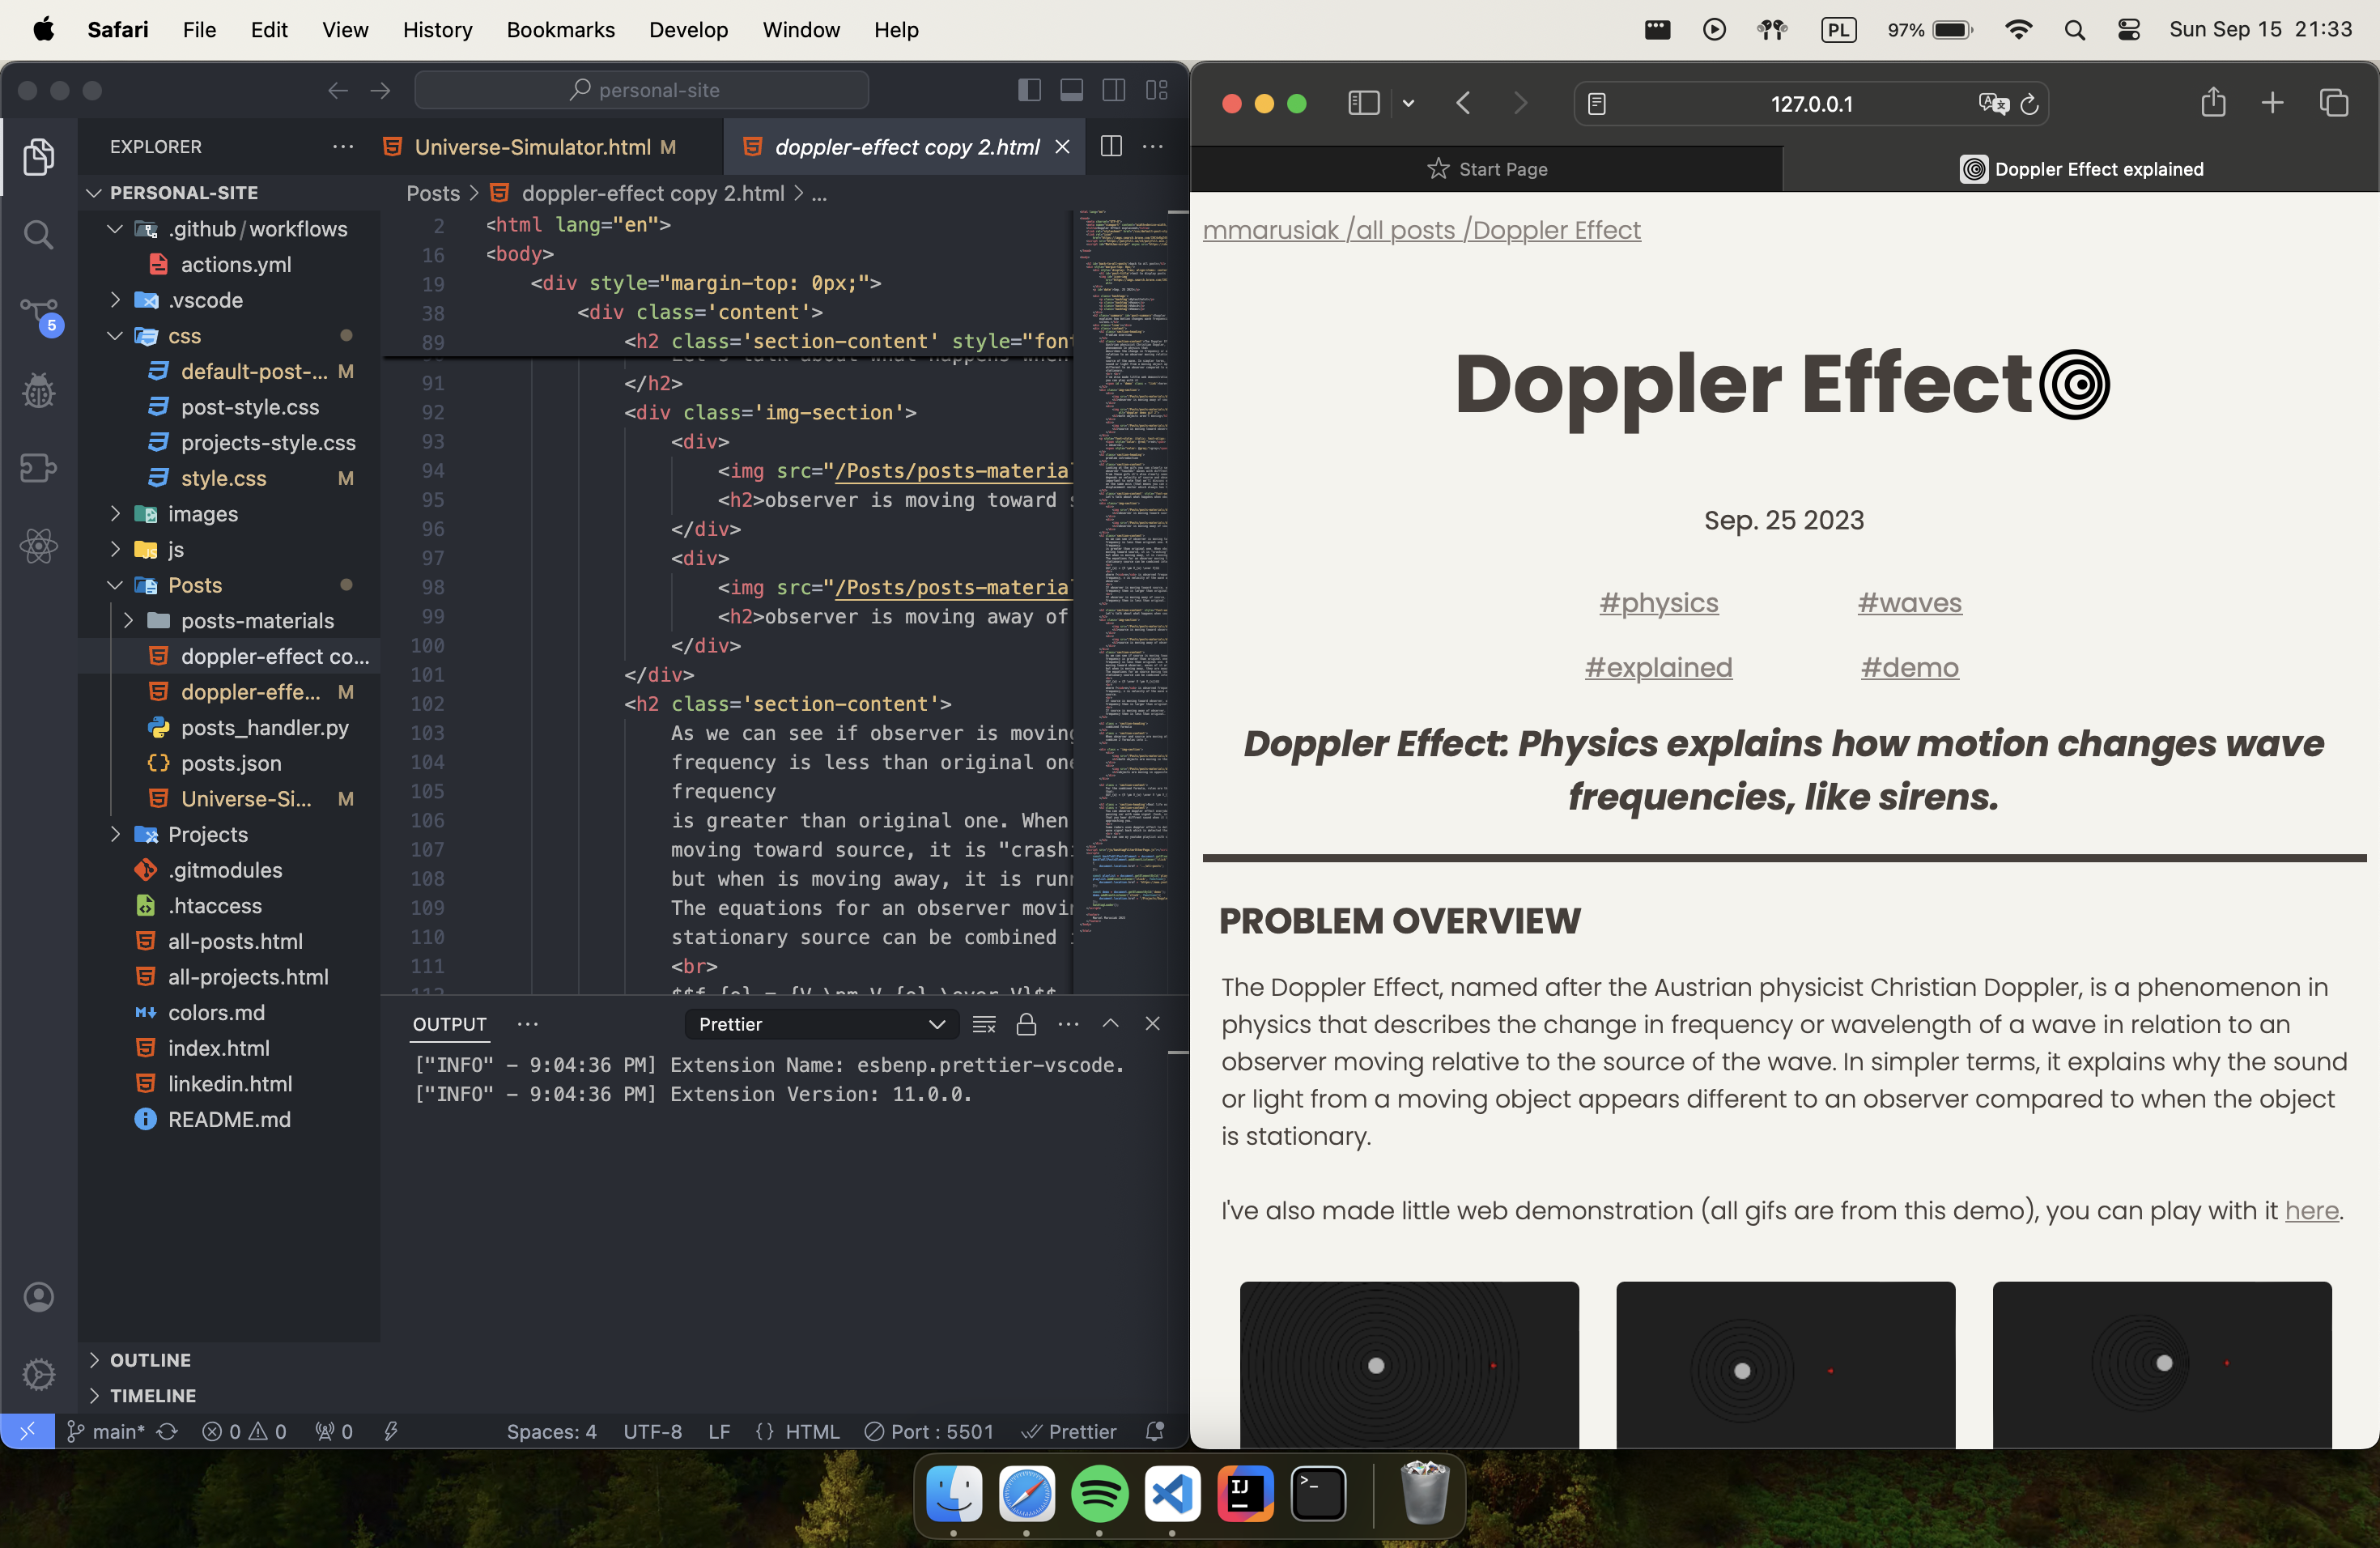 Safari File Edit View History Bookmarks Develop Window Help
PL 97% Sun Sep 15 21:33
personal-site
EXPLORER
PERSONAL-SITE
.github/workflows
actions.yml
.vscode
css
default-post-... M
post-style.css
projects-style.css
style.css M
images
js
Posts
posts-materials
doppler-effect co...
doppler-effe... M
posts_handler.py
posts.json
Universe-Si... M
Projects
.gitmodules
.htaccess
all-posts.html
all-projects.html
colors.md
index.html
linkedin.html
README.md
OUTLINE
TIMELINE
5
Universe-Simulator.html M
doppler-effect copy 2.html
Posts > doppler-effect copy 2.html > ...
2 <html lang="en">
16 <body>
19 <div style="margin-top: 0px;">
38 <div class='content'>
89 <h2 class='section-content' style="font
91 </h2>
92 <div class='img-section'>
93 <div>
94 <img src="/Posts/posts-material
95 <h2>observer is moving toward s
96 </div>
97 <div>
98 <img src="/Posts/posts-material
99 <h2>observer is moving away of
100 </div>
101 </div>
102 <h2 class='section-content'>
103 As we can see if observer is moving
104 frequency is less than original one
105 frequency
106 is greater than original one. When
107 moving toward source, it is "crashi
108 but when is moving away, it is runn
109 The equations for an observer movin
110 stationary source can be combined i
111 <br>
OUTPUT ... Prettier
["INFO" - 9:04:36 PM] Extension Name: esbenp.prettier-vscode.
["INFO" - 9:04:36 PM] Extension Version: 11.0.0.
main* 0 0 0 Spaces: 4 UTF-8 LF {} HTML Port : 5501 Prettier
127.0.0.1
Start Page
Doppler Effect explained
mmarusiak /all posts /Doppler Effect
Doppler Effect
Sep. 25 2023
#physics #waves
#explained #demo
Doppler Effect: Physics explains how motion changes wave
frequencies, like sirens.
PROBLEM OVERVIEW
The Doppler Effect, named after the Austrian physicist Christian Doppler, is a phenomenon in
physics that describes the change in frequency or wavelength of a wave in relation to an
observer moving relative to the source of the wave. In simpler terms, it explains why the sound
or light from a moving object appears different to an observer compared to when the object
is stationary.
I've also made little web demonstration (all gifs are from this demo), you can play with it here.